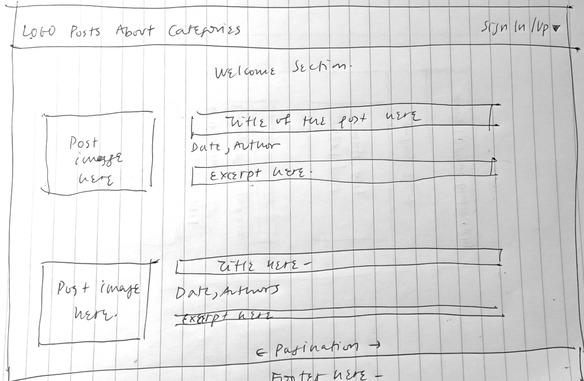 LOGO Posts About Categories Sign In/Up ▾
Welcome Section.
Post image here
Title of the post here
Date, Author
Excerpt here.
Post image here.
Title here -
Date, Authors
Excerpt here
← Pagination →
Footer here -